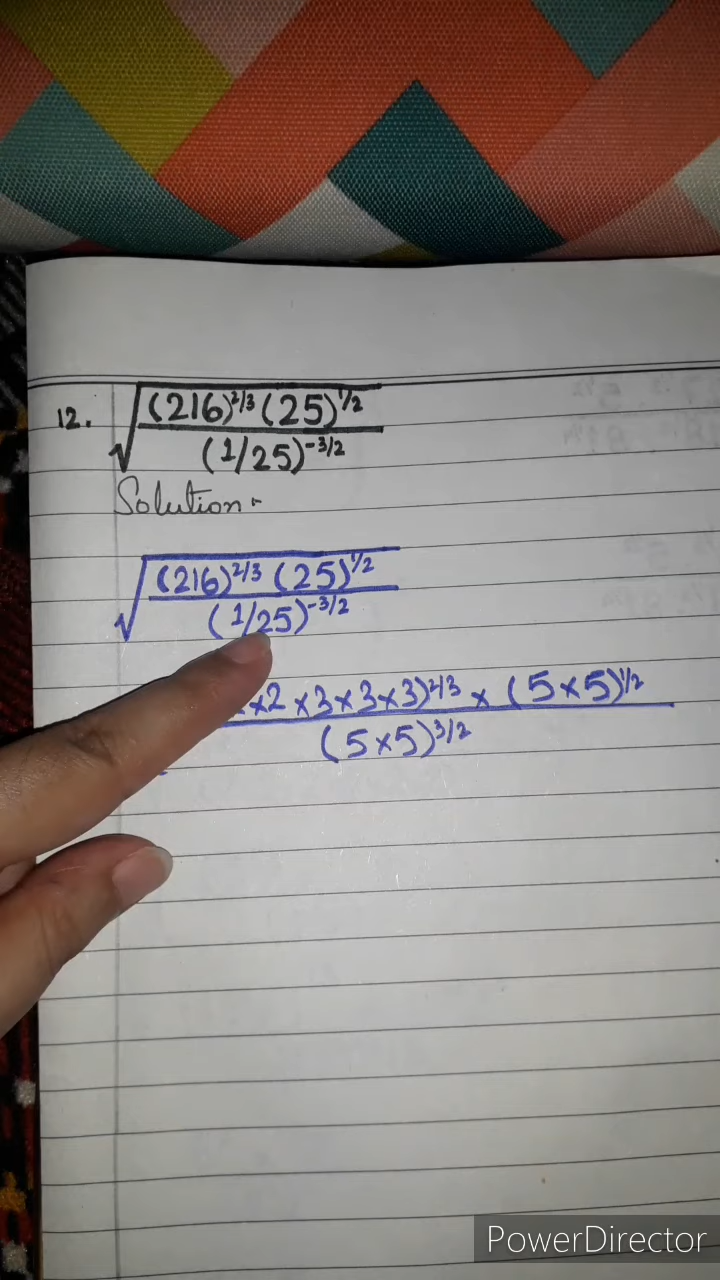 12. √(216)^2/3 (25)^1/2
(1/25)^-3/2
Solution:-
√(216)^2/3 (25)^1/2
(1/25)^-3/2
×2 ×3×3×3)^2/3 × (5×5)^1/2
(5×5)^3/2
PowerDirector